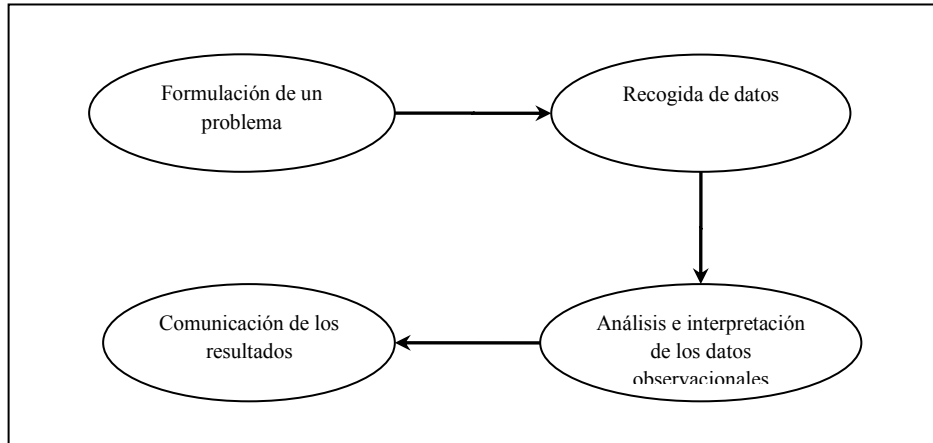 Formulación de un
problema
Recogida de datos
Análisis e interpretación
de los datos
observacionales
Comunicación de los
resultados